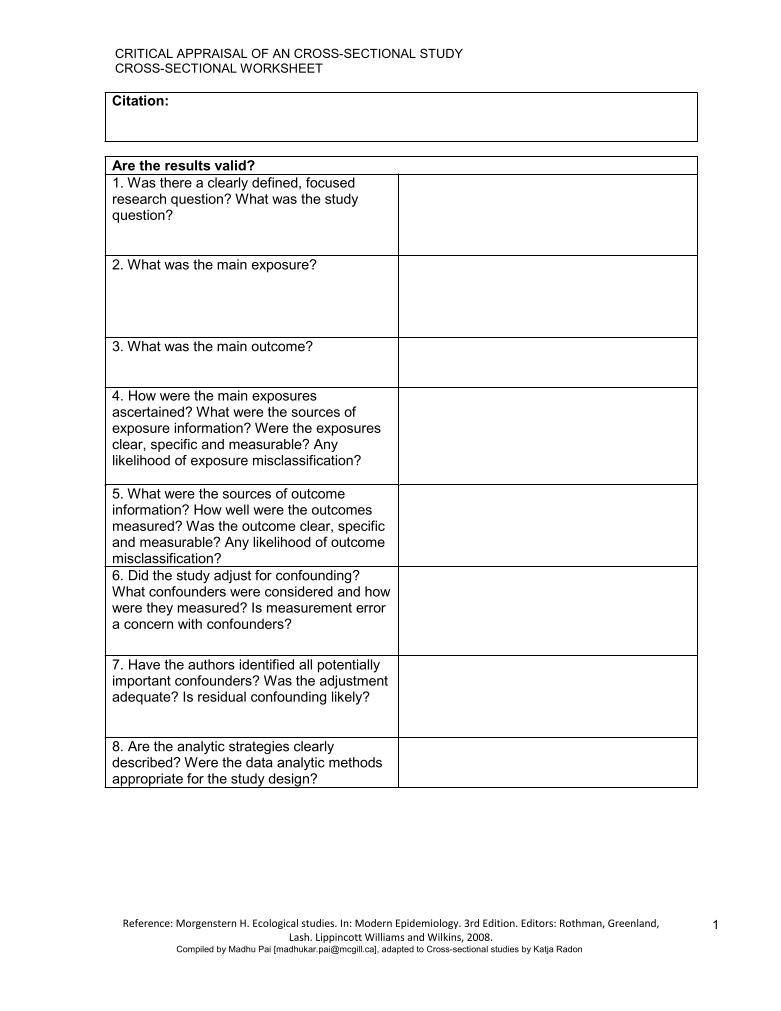 CRITICAL APPRAISAL OF AN CROSS-SECTIONAL STUDY
CROSS-SECTIONAL WORKSHEET
Citation:
Are the results valid?
1. Was there a clearly defined, focused
research question? What was the study
question?
2. What was the main exposure?
3. What was the main outcome?
4. How were the main exposures
ascertained? What were the sources of
exposure information? Were the exposures
clear, specific and measurable? Any
likelihood of exposure misclassification?
5. What were the sources of outcome
information? How well were the outcomes
measured? Was the outcome clear, specific
and measurable? Any likelihood of outcome
misclassification?
6. Did the study adjust for confounding?
What confounders were considered and how
were they measured? Is measurement error
a concern with confounders?
7. Have the authors identified all potentially
important confounders? Was the adjustment
adequate? Is residual confounding likely?
8. Are the analytic strategies clearly
described? Were the data analytic methods
appropriate for the study design?
Reference: Morgenstern H. Ecological studies. In: Modern Epidemiology. 3rd Edition. Editors: Rothman, Greenland,
Lash. Lippincott Williams and Wilkins, 2008.
Compiled by Madhu Pai [madhukar.pai@mcgill.ca], adapted to Cross-sectional studies by Katja Radon
1